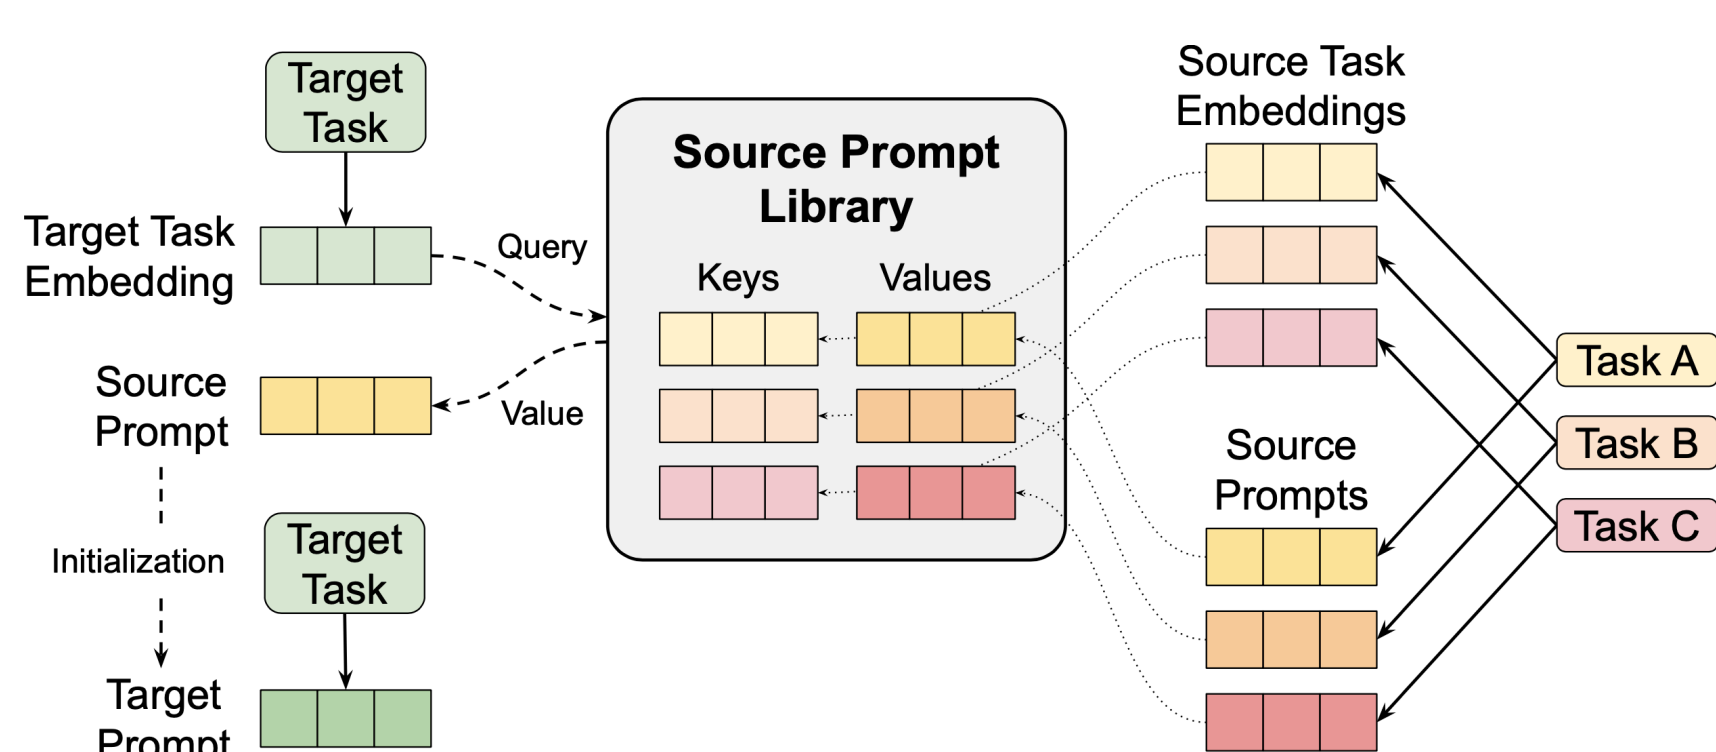 Target
Task
Target Task
Embedding
Query
Source
Prompt
Value
Initialization
Target
Task
Target
Prompt
Source Prompt
Library
Keys
Values
Source Task
Embeddings
Source
Prompts
Task A
Task B
Task C